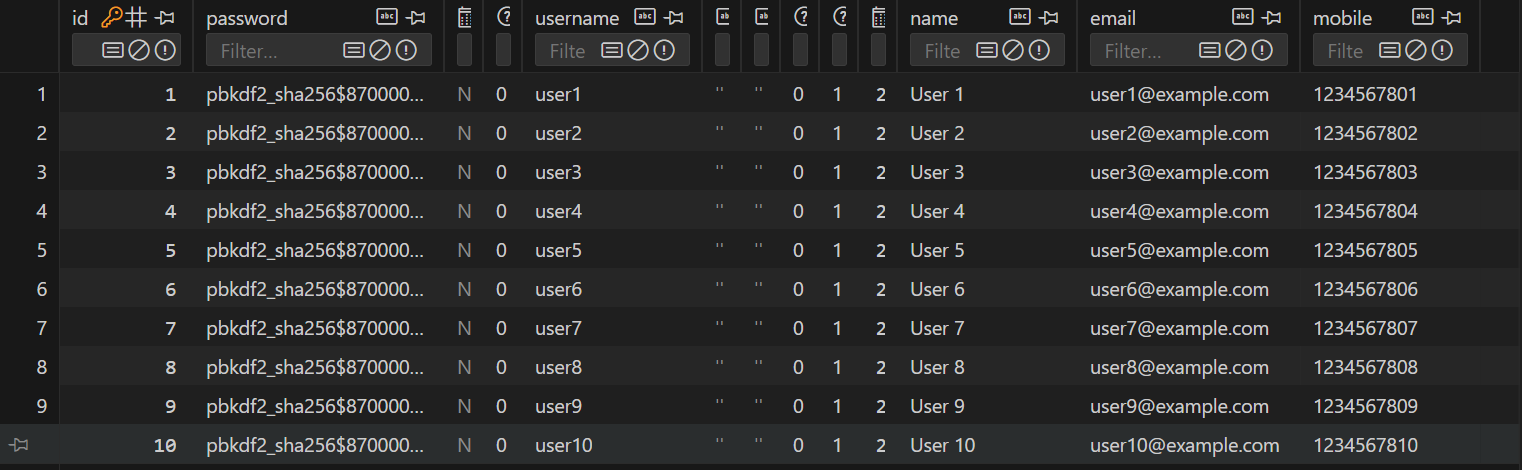 id password abc username abc name abc email abc mobile abc
Filter... Filte Filte Filter... Filte
1 1 pbkdf2_sha256$870000... N 0 user1 '' '' 0 1 2 User 1 user1@example.com 1234567801
2 2 pbkdf2_sha256$870000... N 0 user2 '' '' 0 1 2 User 2 user2@example.com 1234567802
3 3 pbkdf2_sha256$870000... N 0 user3 '' '' 0 1 2 User 3 user3@example.com 1234567803
4 4 pbkdf2_sha256$870000... N 0 user4 '' '' 0 1 2 User 4 user4@example.com 1234567804
5 5 pbkdf2_sha256$870000... N 0 user5 '' '' 0 1 2 User 5 user5@example.com 1234567805
6 6 pbkdf2_sha256$870000... N 0 user6 '' '' 0 1 2 User 6 user6@example.com 1234567806
7 7 pbkdf2_sha256$870000... N 0 user7 '' '' 0 1 2 User 7 user7@example.com 1234567807
8 8 pbkdf2_sha256$870000... N 0 user8 '' '' 0 1 2 User 8 user8@example.com 1234567808
9 9 pbkdf2_sha256$870000... N 0 user9 '' '' 0 1 2 User 9 user9@example.com 1234567809
10 pbkdf2_sha256$870000... N 0 user10 '' '' 0 1 2 User 10 user10@example.com 1234567810